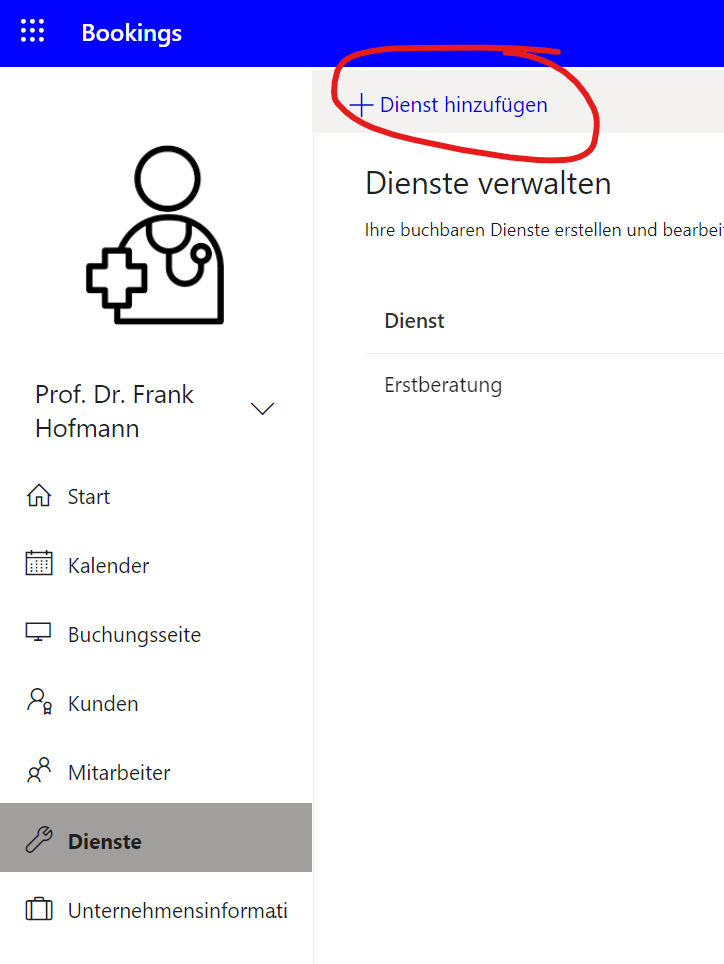 Bookings
Dienst hinzufügen
Dienste verwalten
Ihre buchbaren Dienste erstellen und bearbei
Dienst
Erstberatung
Prof. Dr. Frank
Hofmann
Start
Kalender
Buchungsseite
Kunden
Mitarbeiter
Dienste
Unternehmensinformati